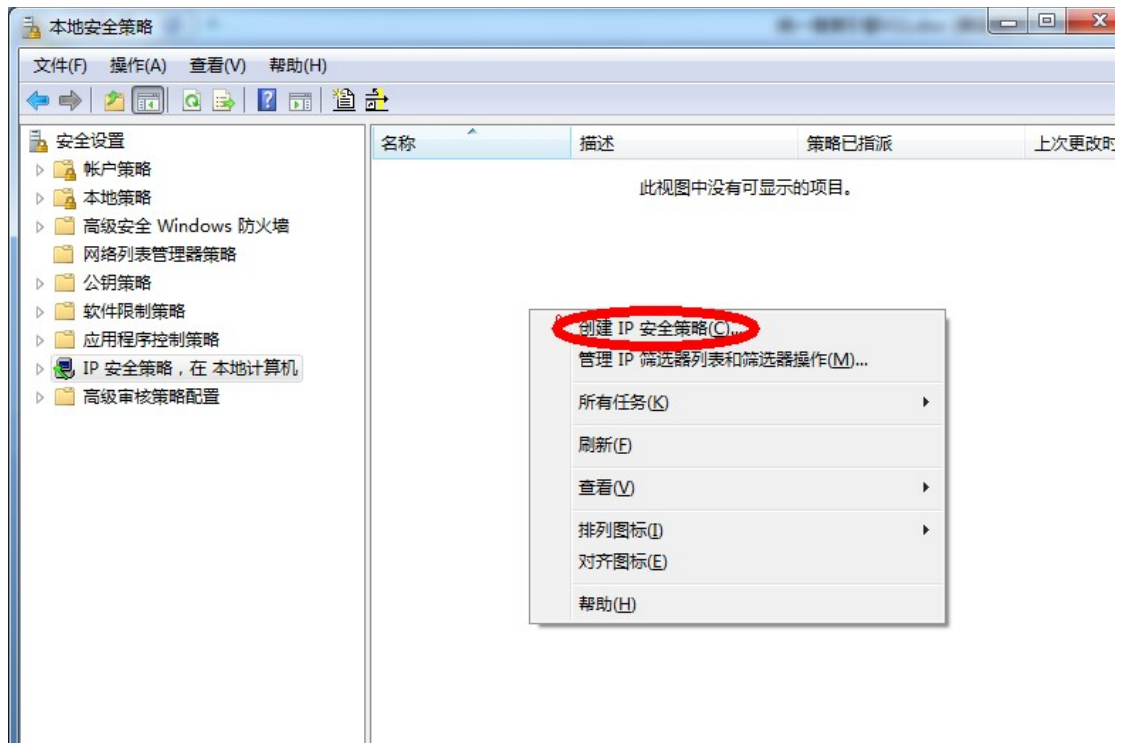 本地安全策略
文件(F) 操作(A) 查看(V) 帮助(H)
安全设置
帐户策略
本地策略
高级安全 Windows 防火墙
网络列表管理器策略
公钥策略
软件限制策略
应用程序控制策略
IP 安全策略，在 本地计算机
高级审核策略配置
名称 描述 策略已指派 上次更改时
此视图中没有可显示的项目。
创建 IP 安全策略(C)...
管理 IP 筛选器列表和筛选器操作(M)...
所有任务(K)
刷新(F)
查看(V)
排列图标(I)
对齐图标(E)
帮助(H)